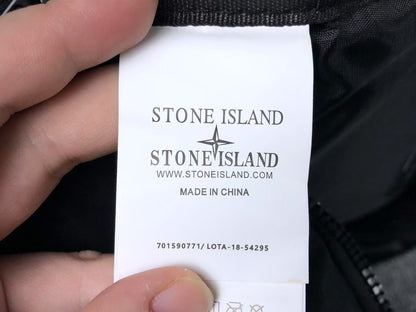 STONE ISLAND
STONE ISLAND
WWW.STONEISLAND.COM
MADE IN CHINA
701590771/ LOTA-18-54295